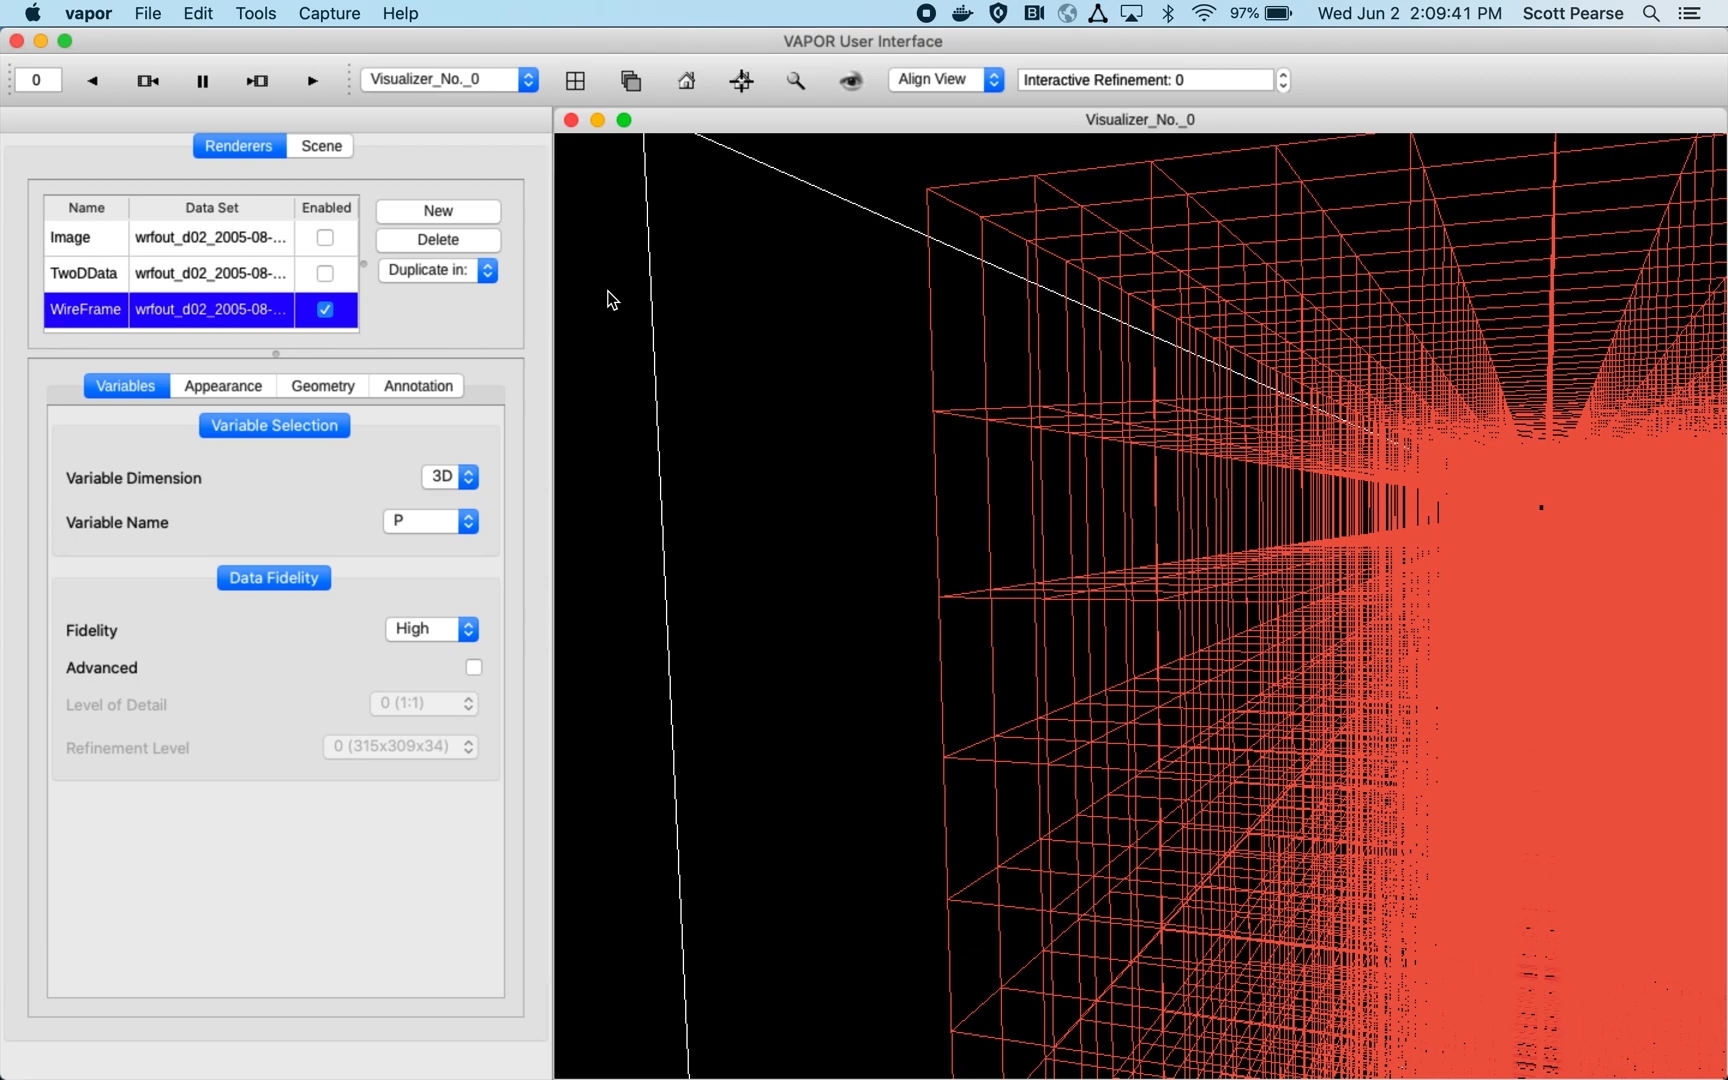 vapor File Edit Tools Capture Help 97% Wed Jun 2 2:09:41 PM Scott Pearse
VAPOR User Interface
0 Visualizer_No._0 Align View Interactive Refinement: 0
Visualizer_No._0
Renderers Scene
Name Data Set Enabled
New
Image wrfout_d02_2005-08-...
Delete
TwoDData wrfout_d02_2005-08-...
Duplicate in:
WireFrame wrfout_d02_2005-08-...
Variables Appearance Geometry Annotation
Variable Selection
Variable Dimension 3D
Variable Name P
Data Fidelity
Fidelity High
Advanced
Level of Detail 0 (1:1)
Refinement Level 0 (315x309x34)